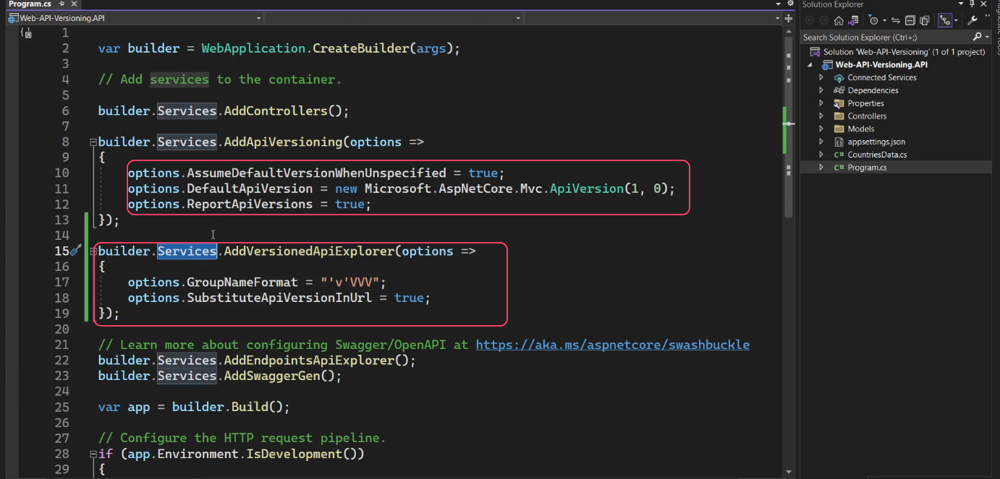 Program.cs
Web-API-Versioning.API
1
2 var builder = WebApplication.CreateBuilder(args);
3
4 // Add services to the container.
5
6 builder.Services.AddControllers();
7
8 builder.Services.AddApiVersioning(options =>
9 {
10 options.AssumeDefaultVersionWhenUnspecified = true;
11 options.DefaultApiVersion = new Microsoft.AspNetCore.Mvc.ApiVersion(1, 0);
12 options.ReportApiVersions = true;
13 });
14
15 builder.Services.AddVersionedApiExplorer(options =>
16 {
17 options.GroupNameFormat = "'v'VVV";
18 options.SubstituteApiVersionInUrl = true;
19 });
20
21 // Learn more about configuring Swagger/OpenAPI at https://aka.ms/aspnetcore/swashbuckle
22 builder.Services.AddEndpointsApiExplorer();
23 builder.Services.AddSwaggerGen();
24
25 var app = builder.Build();
26
27 // Configure the HTTP request pipeline.
28 if (app.Environment.IsDevelopment())
29 {
Solution Explorer
Search Solution Explorer (Ctrl+;)
Solution 'Web-API-Versioning' (1 of 1 project)
Web-API-Versioning.API
Connected Services
Dependencies
Properties
Controllers
Models
appsettings.json
C# CountriesData.cs
C# Program.cs